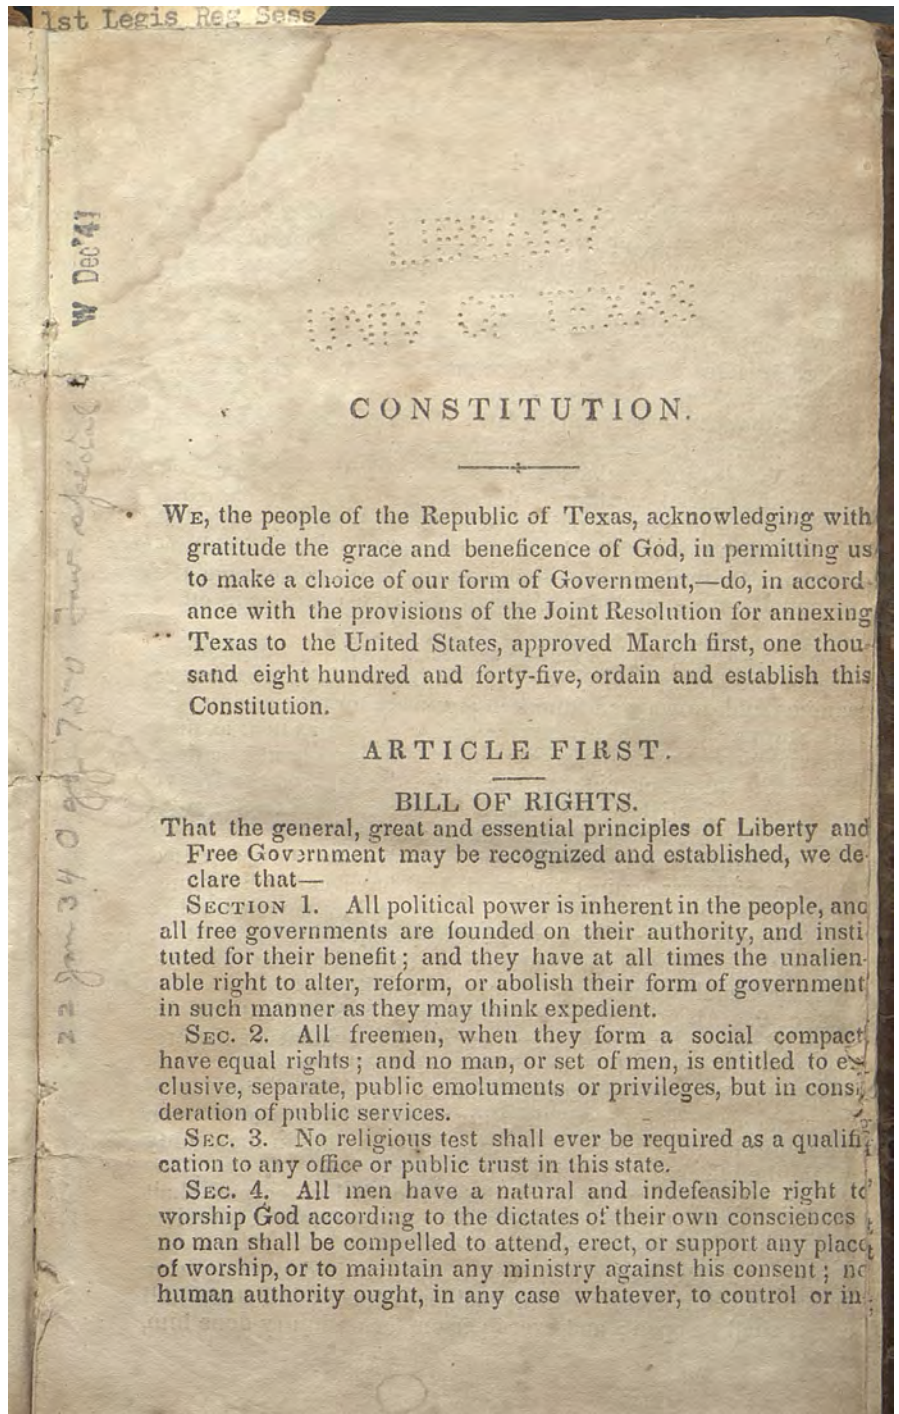 1st Legis Reg Sess
LIBRARY
UNIV OF TEXAS
W Dec'41
CONSTITUTION.
WE, the people of the Republic of Texas, acknowledging with
gratitude the grace and beneficence of God, in permitting us
to make a choice of our form of Government,—do, in accord-
ance with the provisions of the Joint Resolution for annexing
Texas to the United States, approved March first, one thou-
sand eight hundred and forty-five, ordain and establish this
Constitution.
ARTICLE FIRST.
BILL OF RIGHTS.
That the general, great and essential principles of Liberty and
Free Government may be recognized and established, we de-
clare that—
SECTION 1. All political power is inherent in the people, and
all free governments are founded on their authority, and insti
tuted for their benefit; and they have at all times the unalien-
able right to alter, reform, or abolish their form of government
in such manner as they may think expedient.
SEC. 2. All freemen, when they form a social compact,
have equal rights; and no man, or set of men, is entitled to ex
clusive, separate, public emoluments or privileges, but in consi
deration of public services.
SEC. 3. No religious test shall ever be required as a qualifi
cation to any office or public trust in this state.
SEC. 4. All men have a natural and indefeasible right to
worship God according to the dictates of their own consciences;
no man shall be compelled to attend, erect, or support any place
of worship, or to maintain any ministry against his consent; no
human authority ought, in any case whatever, to control or in
22 Jan 34 O